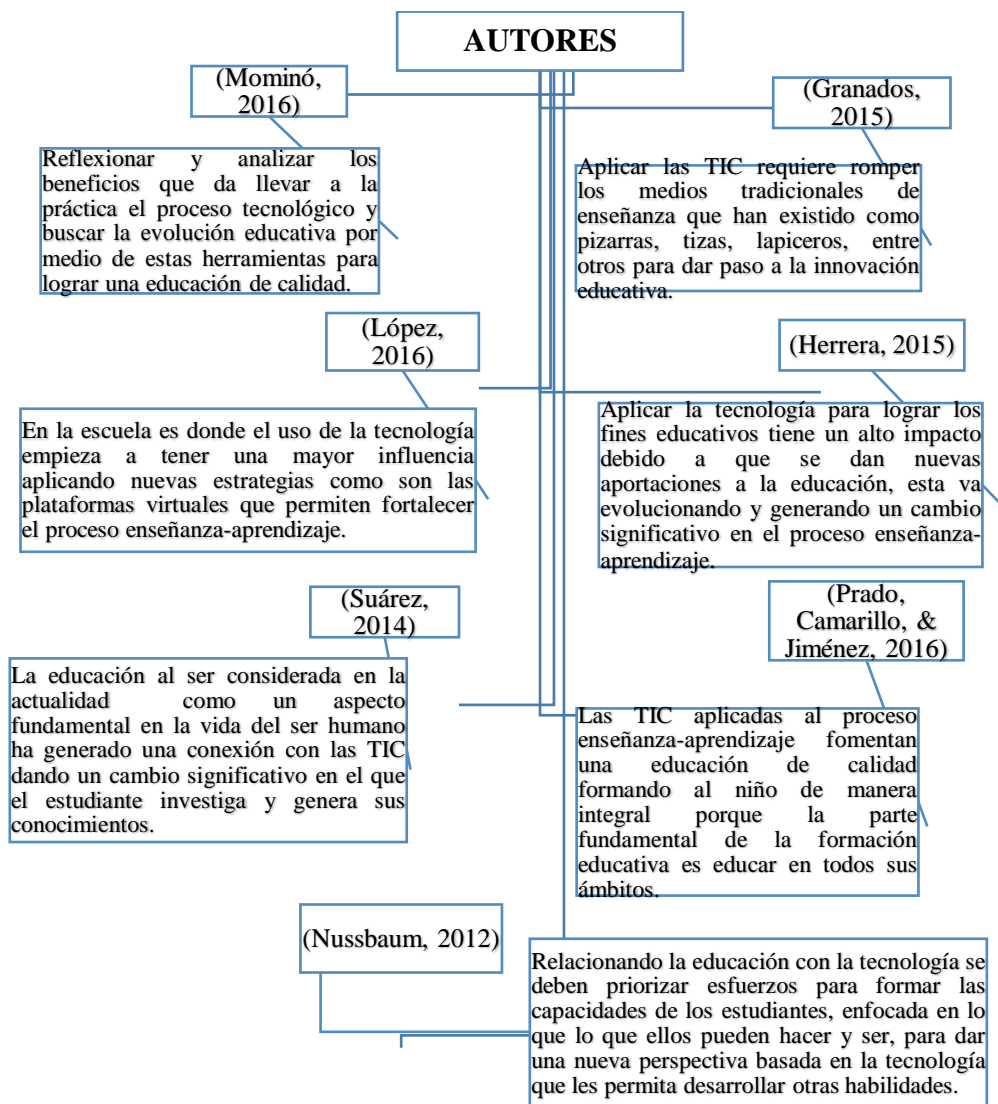 AUTORES
(Mominó,
2016)
Reflexionar y analizar los
beneficios que da llevar a la
práctica el proceso tecnológico y
buscar la evolución educativa por
medio de estas herramientas para
lograr una educación de calidad.
(Granados,
2015)
Aplicar las TIC requiere romper
los medios tradicionales de
enseñanza que han existido como
pizarras, tizas, lapiceros, entre
otros para dar paso a la innovación
educativa.
(López,
2016)
En la escuela es donde el uso de la tecnología
empieza a tener una mayor influencia
aplicando nuevas estrategias como son las
plataformas virtuales que permiten fortalecer
el proceso enseñanza-aprendizaje.
(Herrera, 2015)
Aplicar la tecnología para lograr los
fines educativos tiene un alto impacto
debido a que se dan nuevas
aportaciones a la educación, esta va
evolucionando y generando un cambio
significativo en el proceso enseñanza-
aprendizaje.
(Suárez,
2014)
La educación al ser considerada en la
actualidad como un aspecto
fundamental en la vida del ser humano
ha generado una conexión con las TIC
dando un cambio significativo en el que
el estudiante investiga y genera sus
conocimientos.
(Prado,
Camarillo, &
Jiménez, 2016)
Las TIC aplicadas al proceso
enseñanza-aprendizaje fomentan
una educación de calidad
formando al niño de manera
integral porque la parte
fundamental de la formación
educativa es educar en todos sus
ámbitos.
(Nussbaum, 2012)
Relacionando la educación con la tecnología se
deben priorizar esfuerzos para formar las
capacidades de los estudiantes, enfocada en lo
que lo que ellos pueden hacer y ser, para dar
una nueva perspectiva basada en la tecnología
que les permita desarrollar otras habilidades.